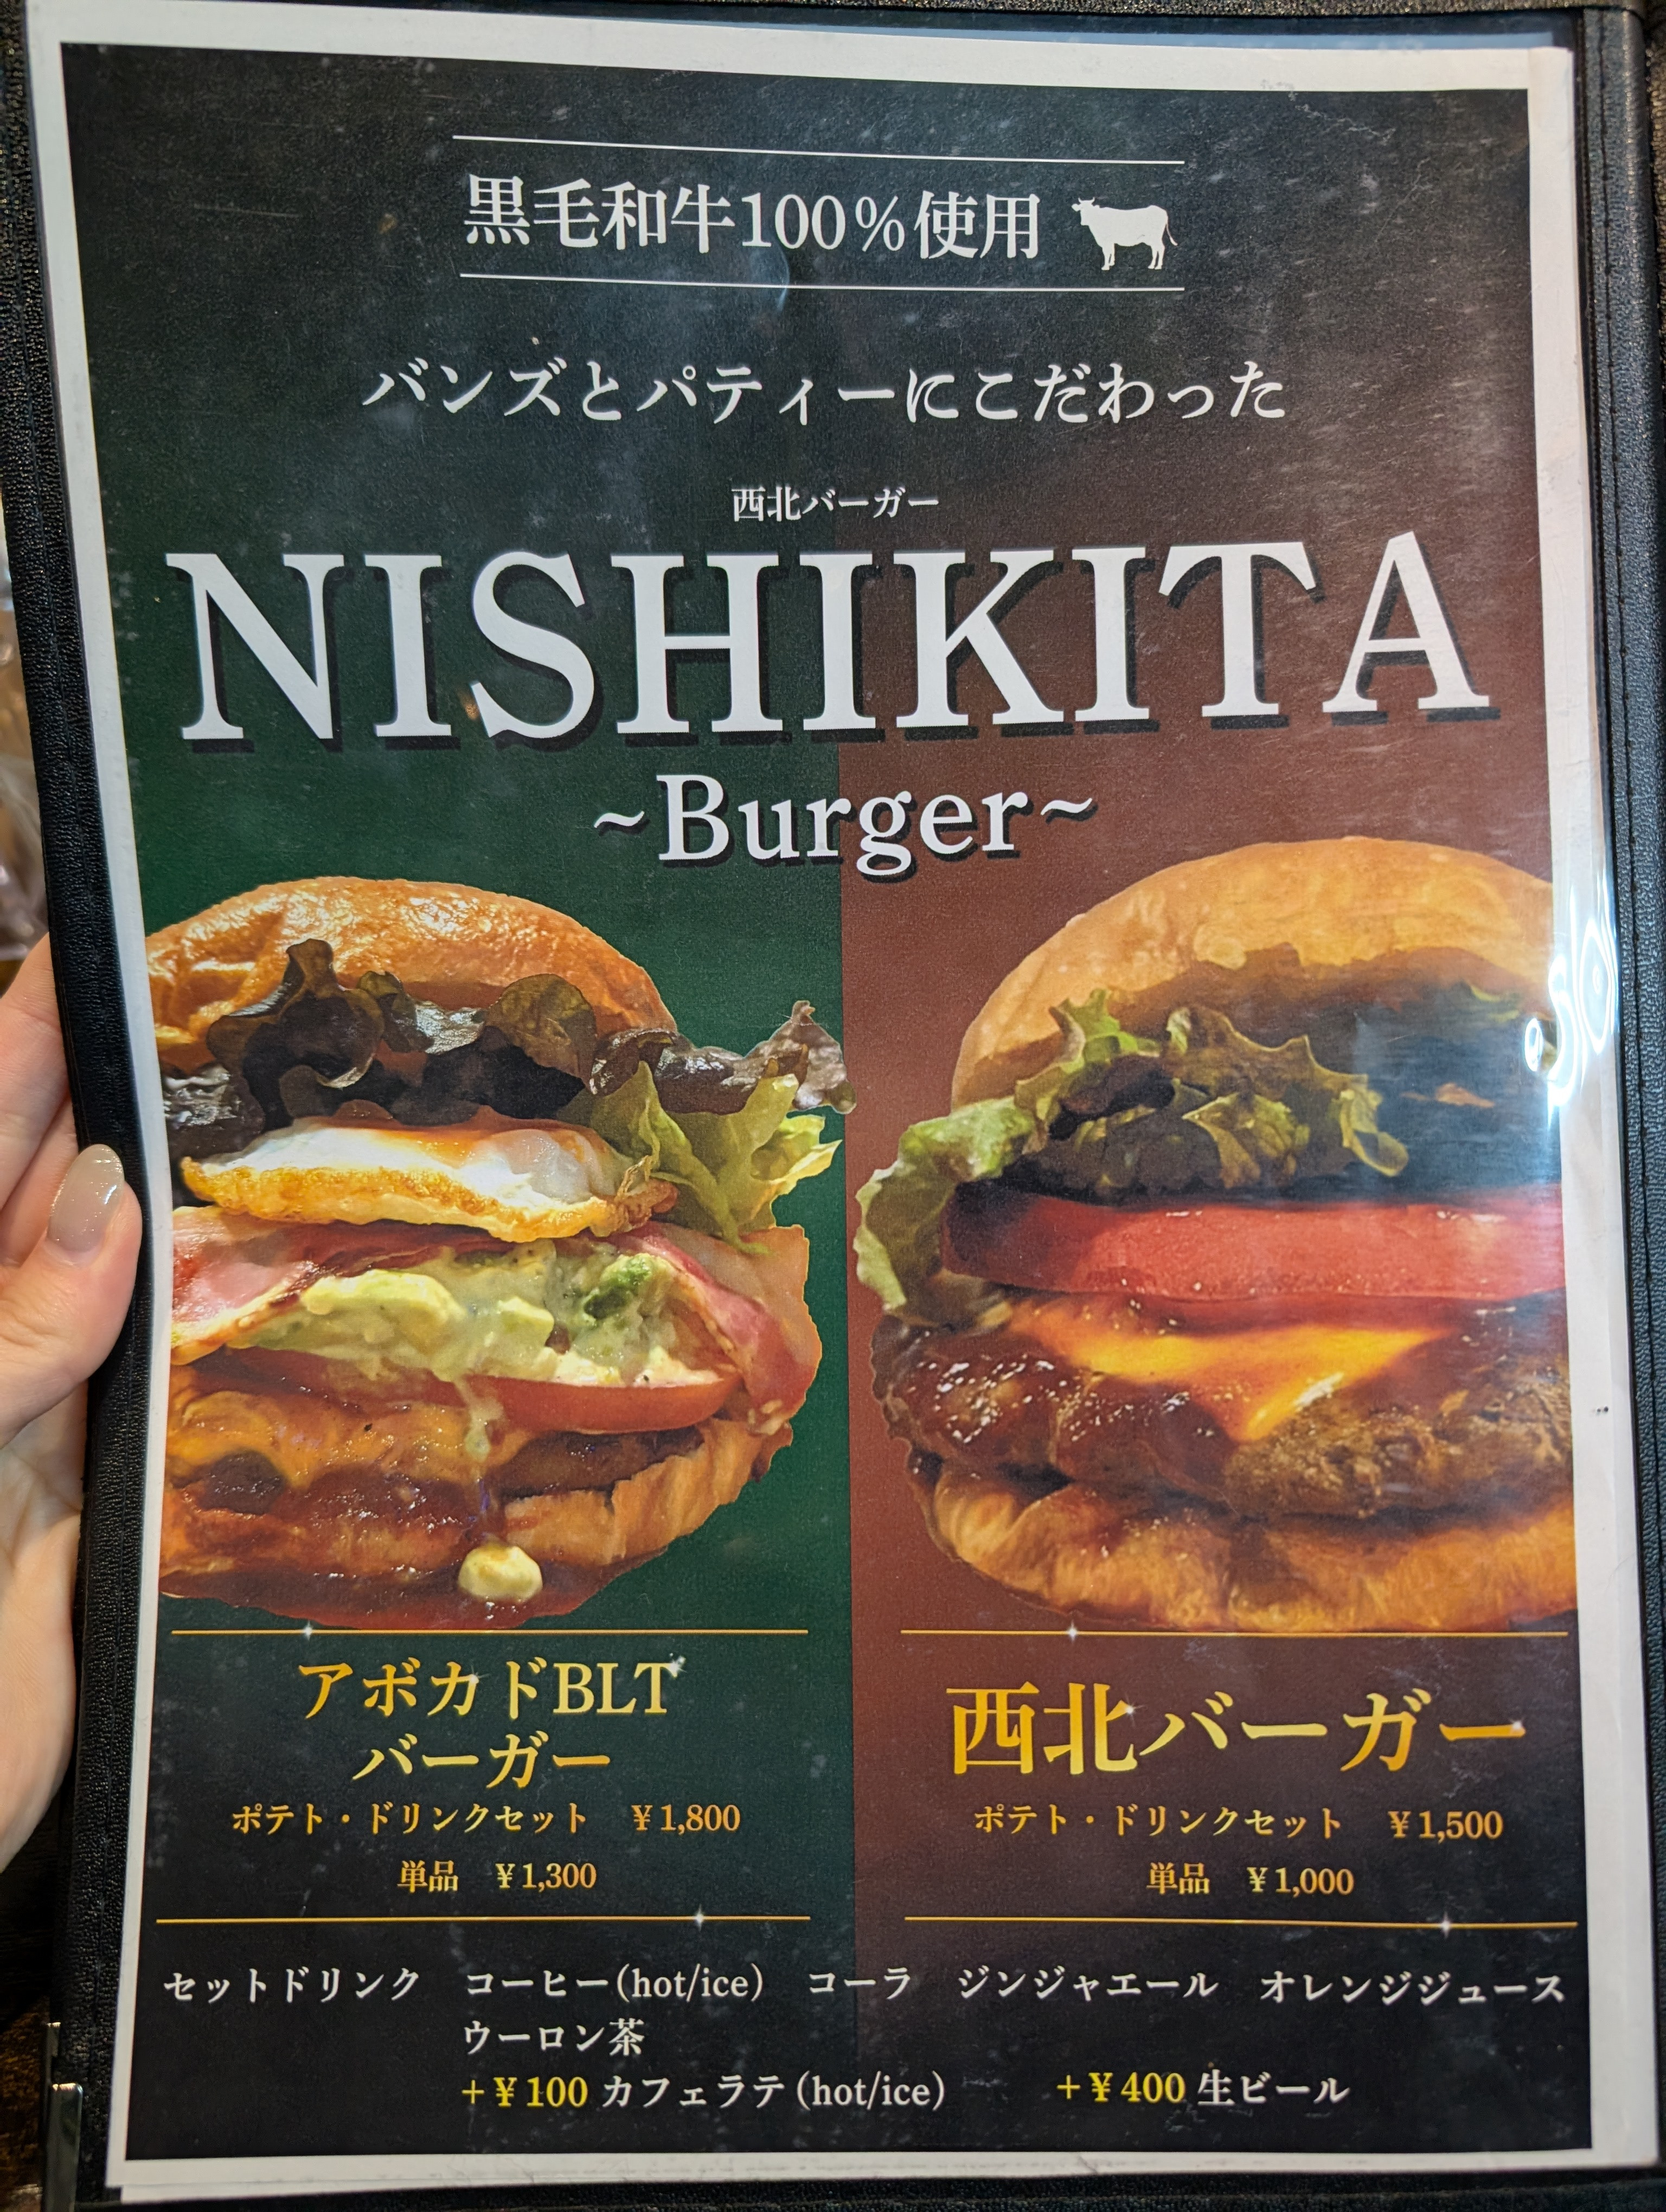 黒毛和牛100％使用
バンズとパティーにこだわった
西北バーガー
NISHIKITA
~Burger~
アボカドBLT
バーガー
ポテト・ドリンクセット　￥1,800
単品　￥1,300
西北バーガー
ポテト・ドリンクセット　￥1,500
単品　￥1,000
セットドリンク　コーヒー(hot/ice)　コーラ　ジンジャエール　オレンジジュース
ウーロン茶
+￥100 カフェラテ(hot/ice)　+￥400 生ビール